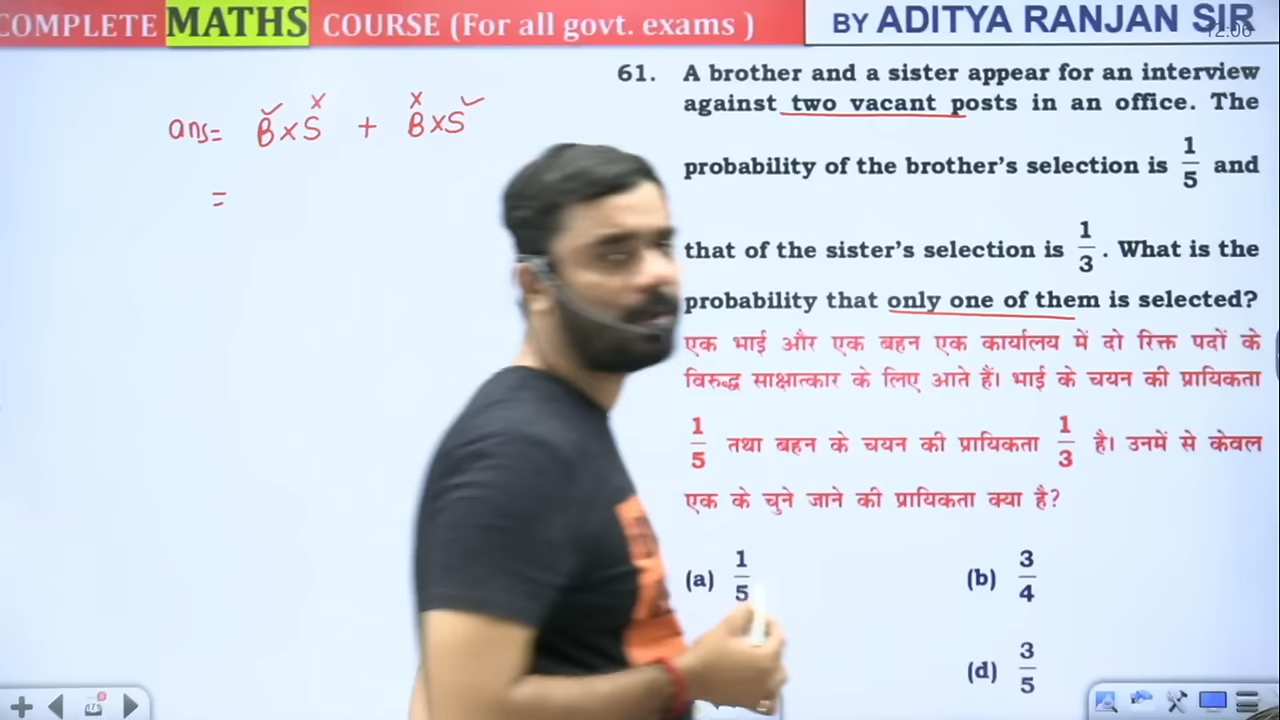 COMPLETE MATHS COURSE (For all govt. exams )
BY ADITYA RANJAN SIR
12:06
ans= B✓ x S✗ + B✗ x S✓
=
61. A brother and a sister appear for an interview
against two vacant posts in an office. The
probability of the brother's selection is 1/5 and
that of the sister's selection is 1/3. What is the
probability that only one of them is selected?
एक भाई और एक बहन एक कार्यालय में दो रिक्त पदों के
विरुद्ध साक्षात्कार के लिए आते हैं। भाई के चयन की प्रायिकता
1/5 तथा बहन के चयन की प्रायिकता 1/3 है। उनमें से केवल
एक के चुने जाने की प्रायिकता क्या है?
(a) 1/5 (b) 3/4
(d) 3/5